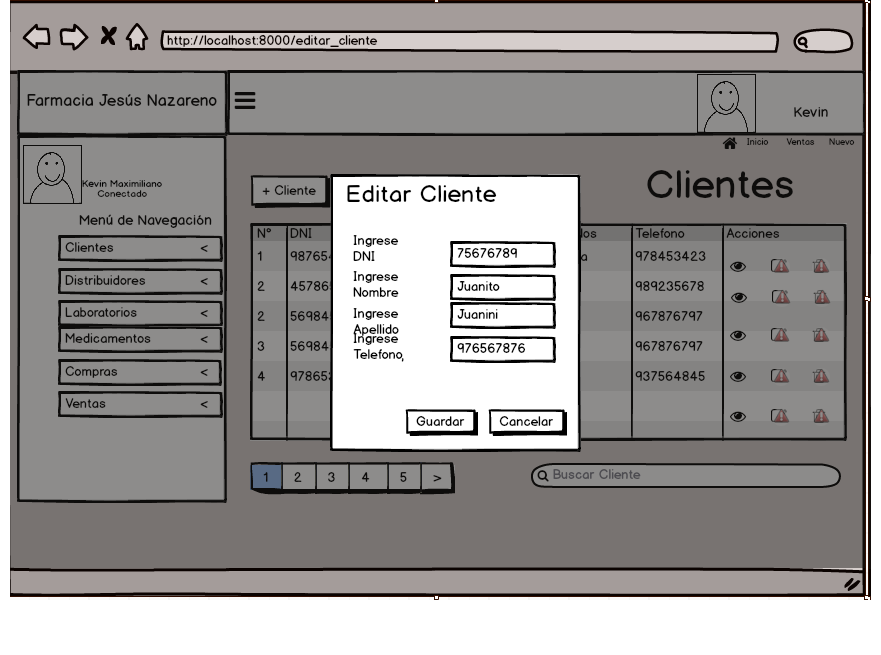 http://localhost:8000/editar_cliente
Farmacia Jesús Nazareno
Kevin
Inicio Ventas Nuevo
Kevin Maximiliano
Conectado
Menú de Navegación
Clientes <
Distribuidores <
Laboratorios <
Medicamentos <
Compras <
Ventas <
+ Cliente
Clientes
N° DNI Telefono Acciones
1 98765 978453423
2 45786 989235678
2 56984 967876797
3 56984 967876797
4 97865 937564845
Editar Cliente
Ingrese
DNI
75676789
Ingrese
Nombre
Juanito
Ingrese
Apellido
Juanini
Ingrese
Telefono,
976567876
Guardar Cancelar
1 2 3 4 5 >
Buscar Cliente